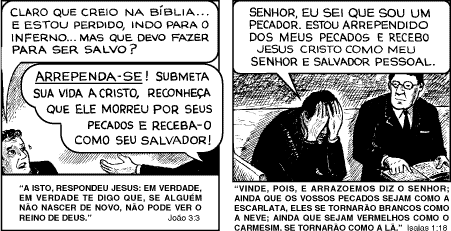 CLARO QUE CREIO NA BÍBLIA...
E ESTOU PERDIDO, INDO PARA O
INFERNO... MAS QUE DEVO FAZER
PARA SER SALVO?
ARREPENDA-SE! SUBMETA
SUA VIDA A CRISTO, RECONHEÇA
QUE ELE MORREU POR SEUS
PECADOS E RECEBA-O
COMO SEU SALVADOR!
"A ISTO, RESPONDEU JESUS: EM VERDADE,
EM VERDADE TE DIGO QUE, SE ALGUÉM
NÃO NASCER DE NOVO, NÃO PODE VER O
REINO DE DEUS." João 3:3
SENHOR, EU SEI QUE SOU UM
PECADOR. ESTOU ARREPENDIDO
DOS MEUS PECADOS E RECEBO
JESUS CRISTO COMO MEU
SENHOR E SALVADOR PESSOAL.
"VINDE, POIS, E ARRAZOEMOS DIZ O SENHOR;
AINDA QUE OS VOSSOS PECADOS SEJAM COMO A
ESCARLATA, ELES SE TORNARÃO BRANCOS COMO
A NEVE; AINDA QUE SEJAM VERMELHOS COMO O
CARMESIM, SE TORNARÃO COMO A LÃ." Isaias 1:18